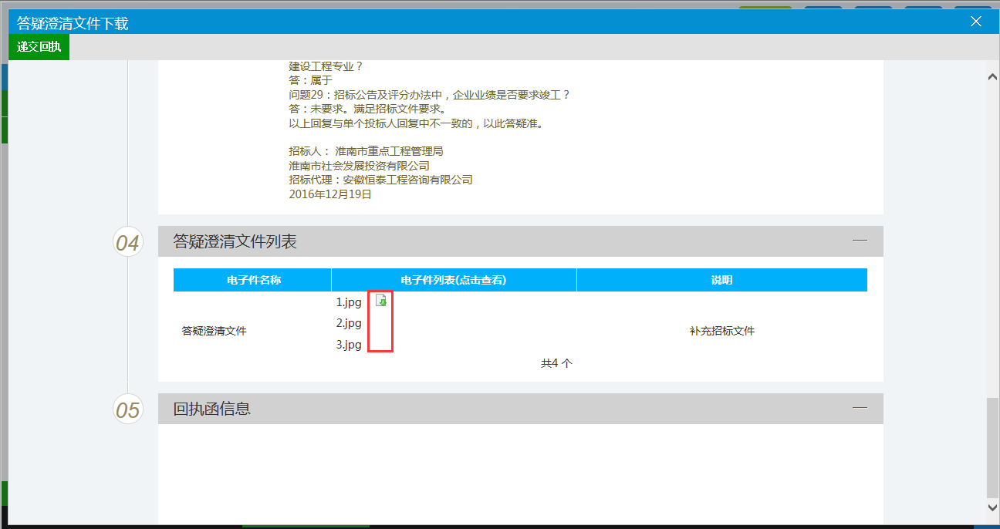 答疑澄清文件下载
递交回执
建设工程专业？
答：属于
问题29：招标公告及评分办法中，企业业绩是否要求竣工？
答：未要求。满足招标文件要求。
以上回复与单个投标人回复中不一致的，以此答疑准。
招标人： 淮南市重点工程管理局
淮南市社会发展投资有限公司
招标代理：安徽恒泰工程咨询有限公司
2016年12月19日
04 答疑澄清文件列表
电子件名称 电子件列表(点击查看) 说明
1.jpg
2.jpg
答疑澄清文件 补充招标文件
3.jpg
共4 个
05 回执函信息